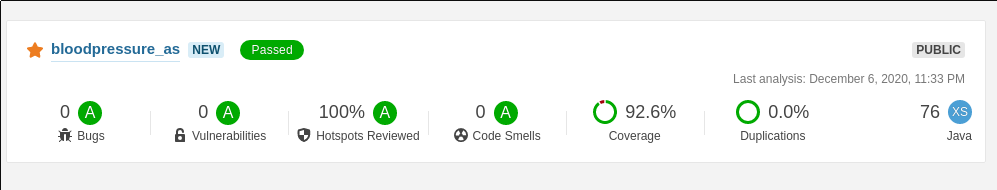 bloodpressure_as NEW Passed PUBLIC
Last analysis: December 6, 2020, 11:33 PM
0 A 0 A 100% A 0 A 92.6% 0.0% 76 XS
Bugs Vulnerabilities Hotspots Reviewed Code Smells Coverage Duplications Java